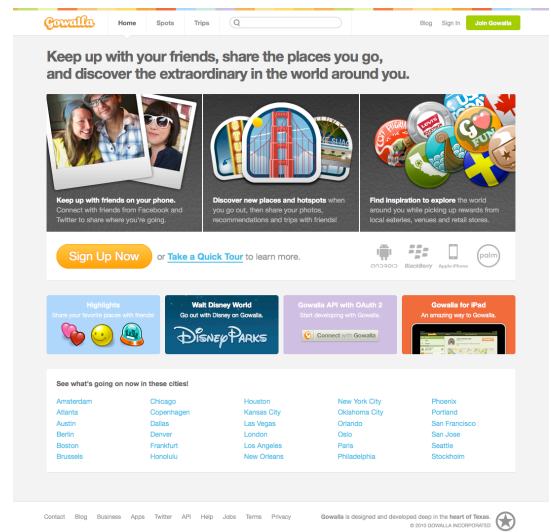 Gowalla
Home Spots Trips
Blog Sign In Join Gowalla
Keep up with your friends, share the places you go,
and discover the extraordinary in the world around you.
Keep up with friends on your phone.
Connect with friends from Facebook and
Twitter to share where you're going.
Discover new places and hotspots when
you go out, then share your photos,
recommendations and trips with friends!
Find inspiration to explore the world
around you while picking up rewards from
local eateries, venues and retail stores.
Sign Up Now or Take a Quick Tour to learn more.
ANDROID BlackBerry Apple iPhone palm
Highlights
Share your favorite places with friends!
Walt Disney World
Go out with Disney on Gowalla.
Disney Parks
Gowalla API with OAuth 2
Start developing with Gowalla.
Connect with Gowalla
Gowalla for iPad
An amazing way to Gowalla.
See what's going on now in these cities!
Amsterdam Chicago Houston New York City Phoenix
Atlanta Copenhagen Kansas City Oklahoma City Portland
Austin Dallas Las Vegas Orlando San Francisco
Berlin Denver London Oslo San Jose
Boston Frankfurt Los Angeles Paris Seattle
Brussels Honolulu New Orleans Philadelphia Stockholm
Contact Blog Business Apps Twitter API Help Jobs Terms Privacy
Gowalla is designed and developed deep in the heart of Texas.
© 2010 GOWALLA INCORPORATED